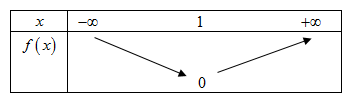 x −∞ 1 +∞
f(x)
0